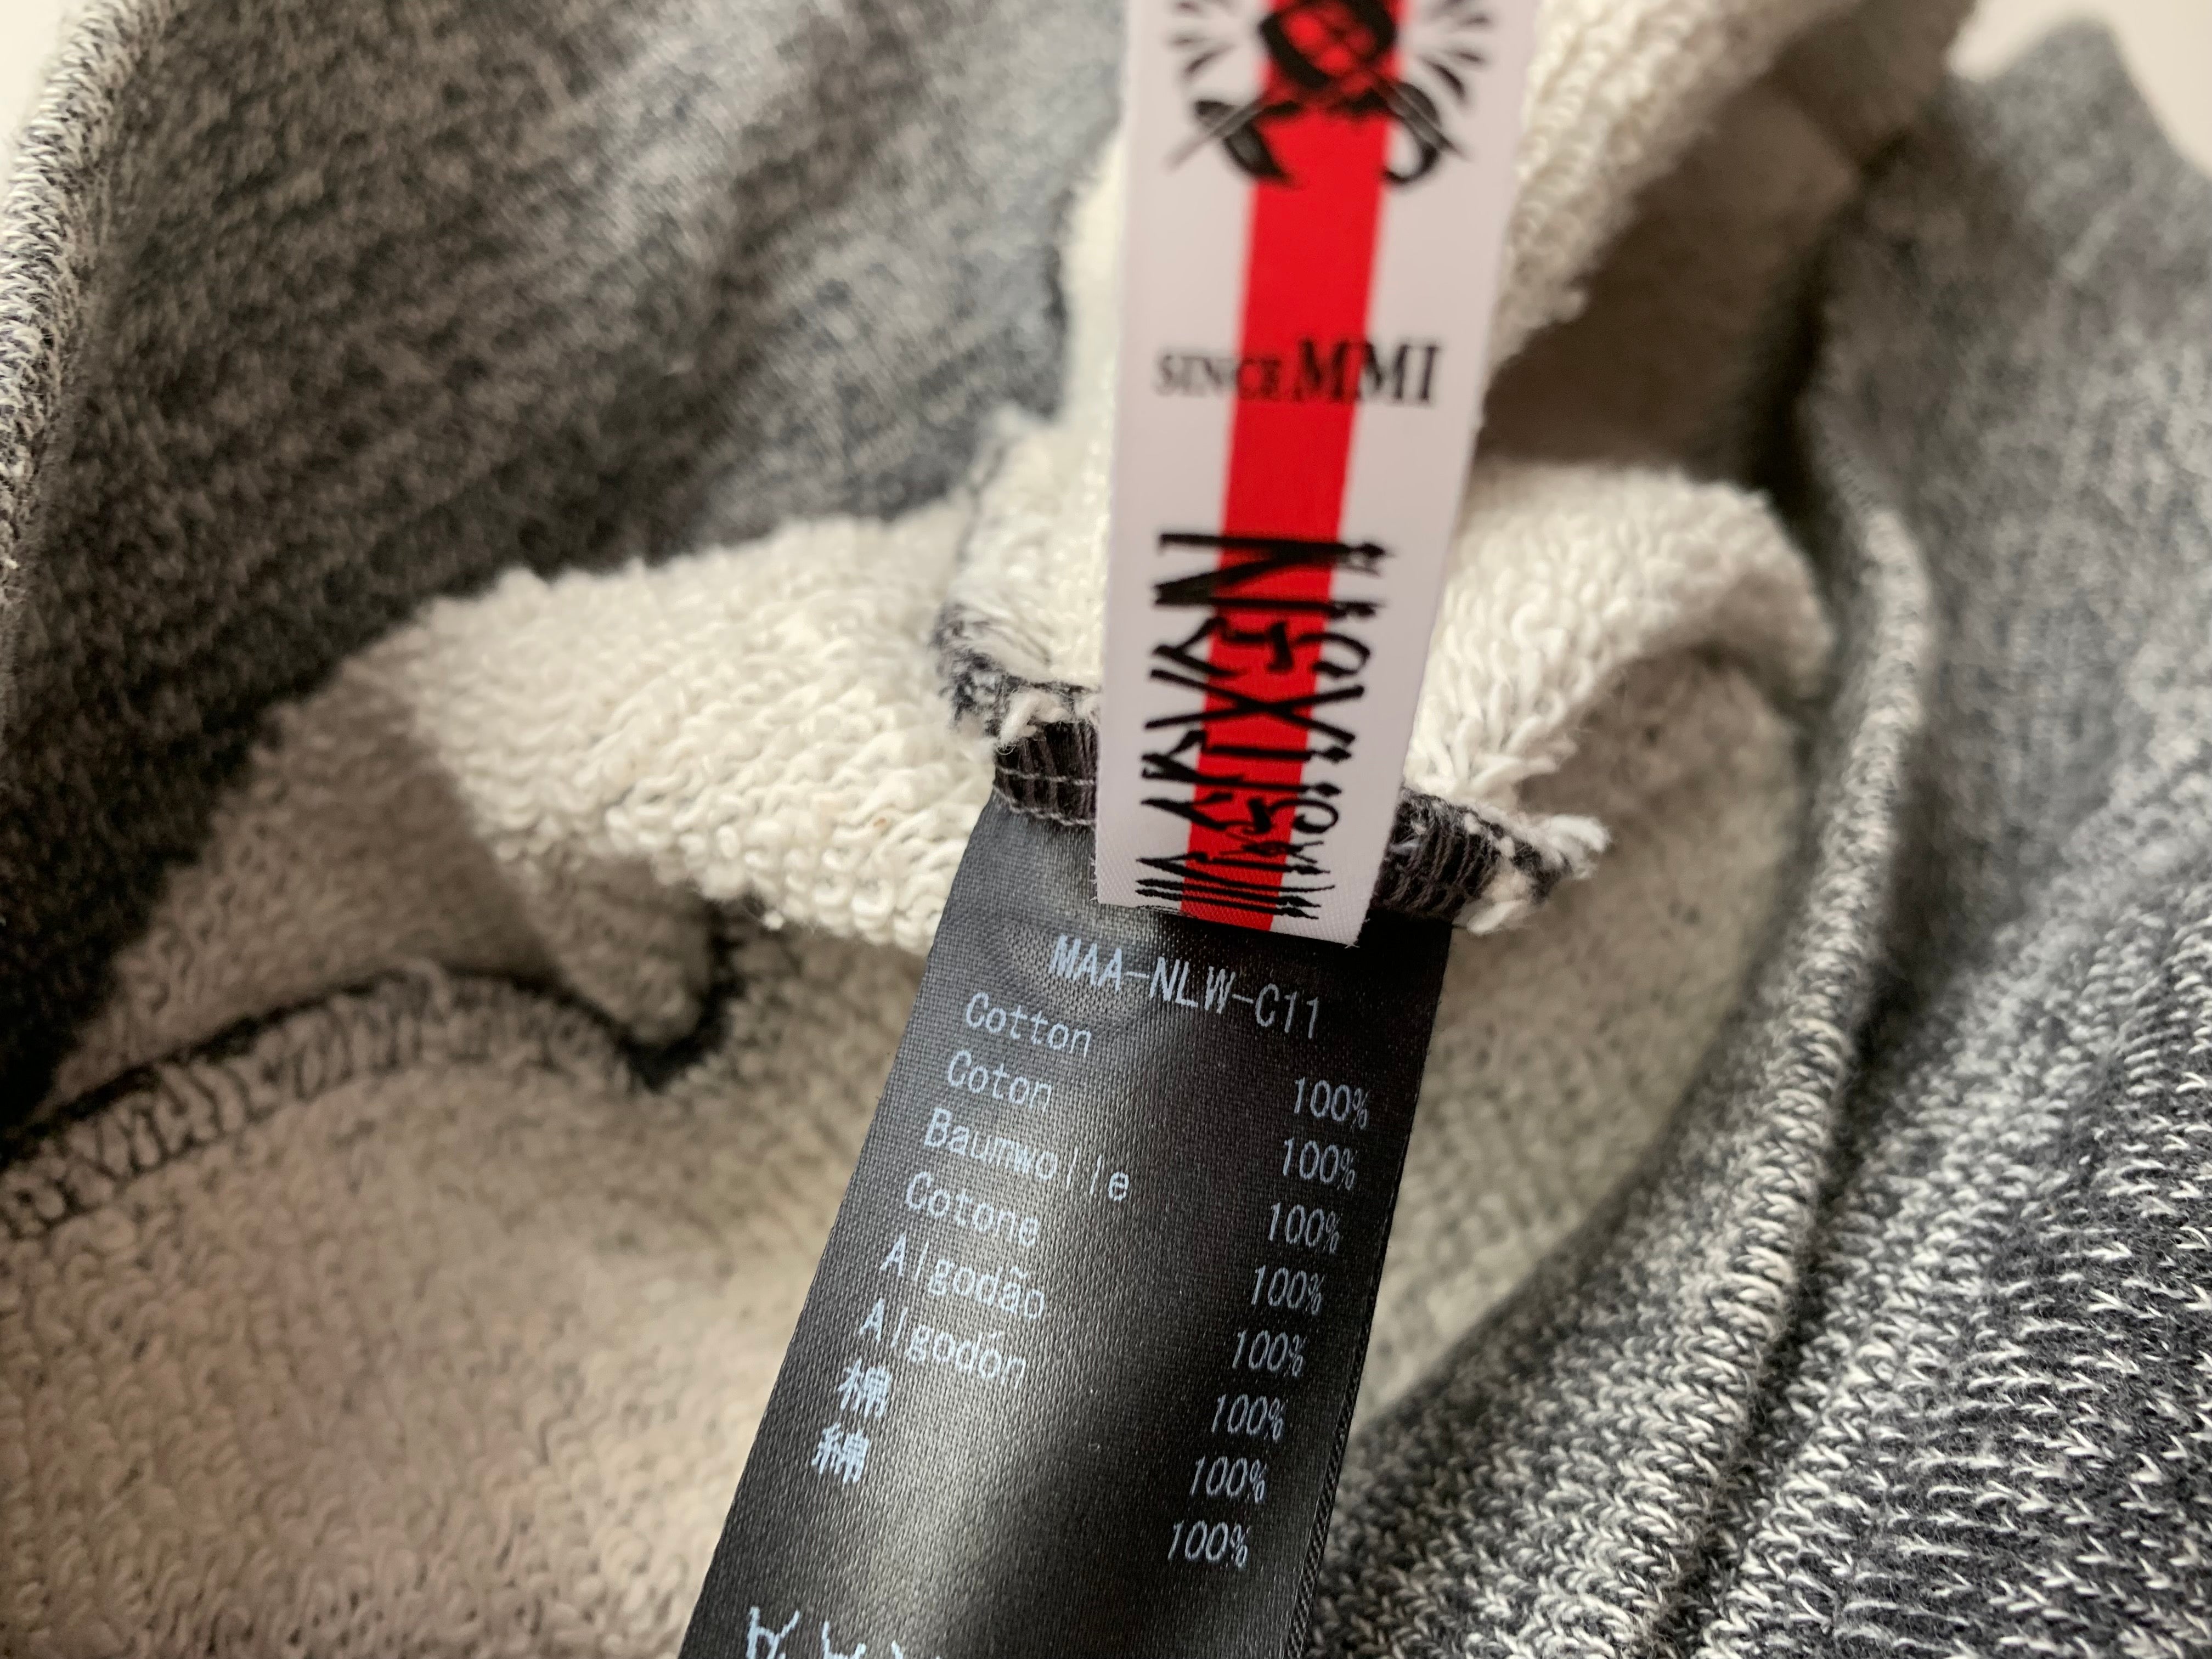 SINCE MMI
MAA-NLW-C11
Cotton 100%
Coton 100%
Baumwolle 100%
Cotone 100%
Algodão 100%
Algodón 100%
棉 100%
綿 100%